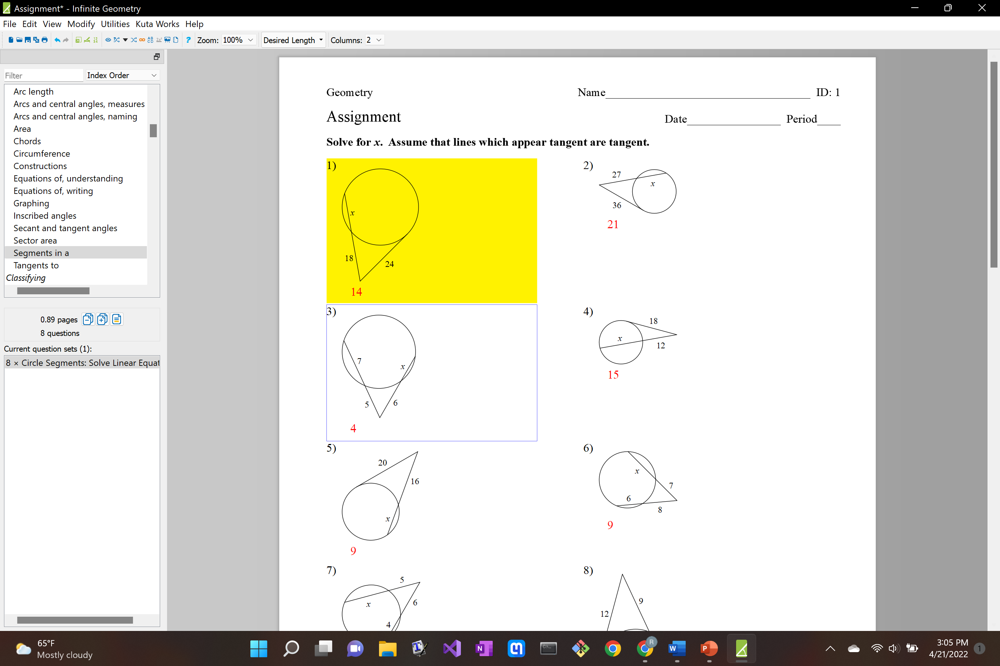 Assignment* - Infinite Geometry
File Edit View Modify Utilities Kuta Works Help
Zoom: 100% Desired Length Columns: 2
Filter Index Order
Arc length
Arcs and central angles, measures
Arcs and central angles, naming
Area
Chords
Circumference
Constructions
Equations of, understanding
Equations of, writing
Graphing
Inscribed angles
Secant and tangent angles
Sector area
Segments in a
Tangents to
Classifying
0.89 pages
8 questions
Current question sets (1):
8 × Circle Segments: Solve Linear Equat
Geometry
Name ID: 1
Assignment
Date Period
Solve for x. Assume that lines which appear tangent are tangent.
1)
x
18
24
14
2)
27
x
36
21
3)
7
x
5
6
4
4)
18
x
12
15
5)
20
16
x
9
6)
x
7
6
8
9
7)
5
x
6
4
8)
9
12
65°F
Mostly cloudy
3:05 PM
4/21/2022
1